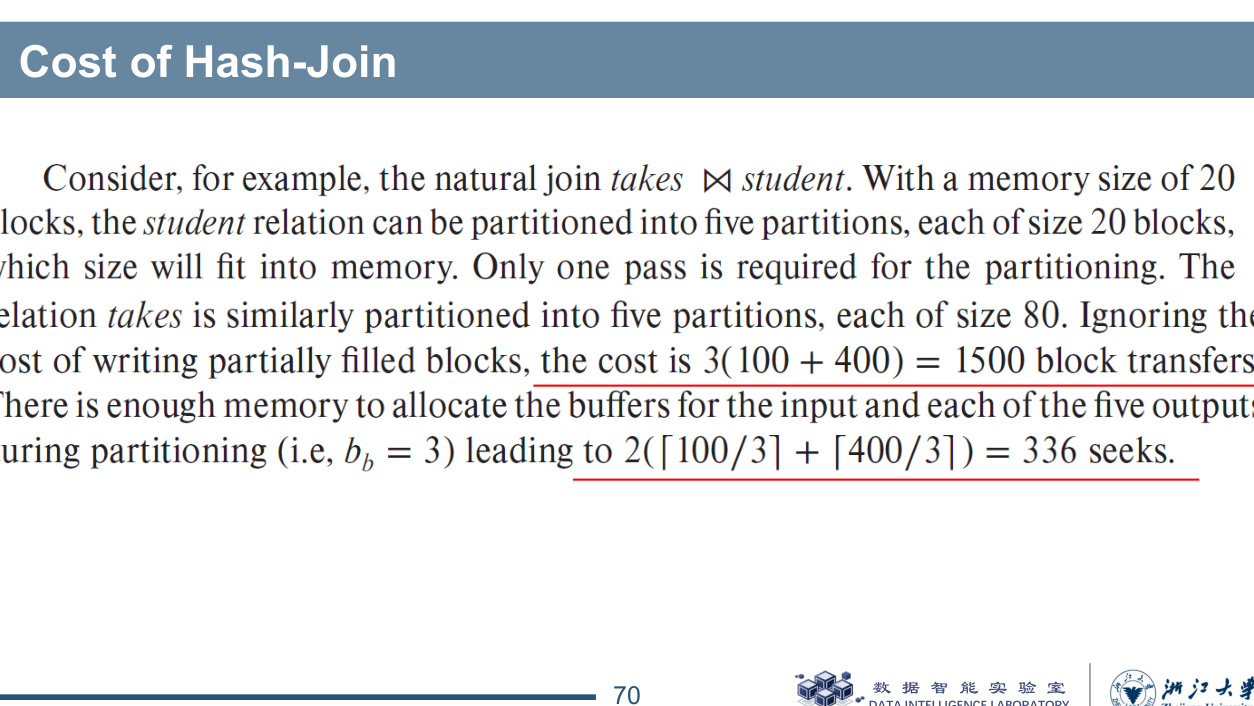 Cost of Hash-Join
Consider, for example, the natural join takes ⋈ student. With a memory size of 20
locks, the student relation can be partitioned into five partitions, each of size 20 blocks,
hich size will fit into memory. Only one pass is required for the partitioning. The
elation takes is similarly partitioned into five partitions, each of size 80. Ignoring the
ost of writing partially filled blocks, the cost is 3(100 + 400) = 1500 block transfers
There is enough memory to allocate the buffers for the input and each of the five outputs
uring partitioning (i.e, b_b = 3) leading to 2(⌈100/3⌉ + ⌈400/3⌉) = 336 seeks.
70
数据智能实验室
DATA INTELLIGENCE LABORATORY
浙江大学